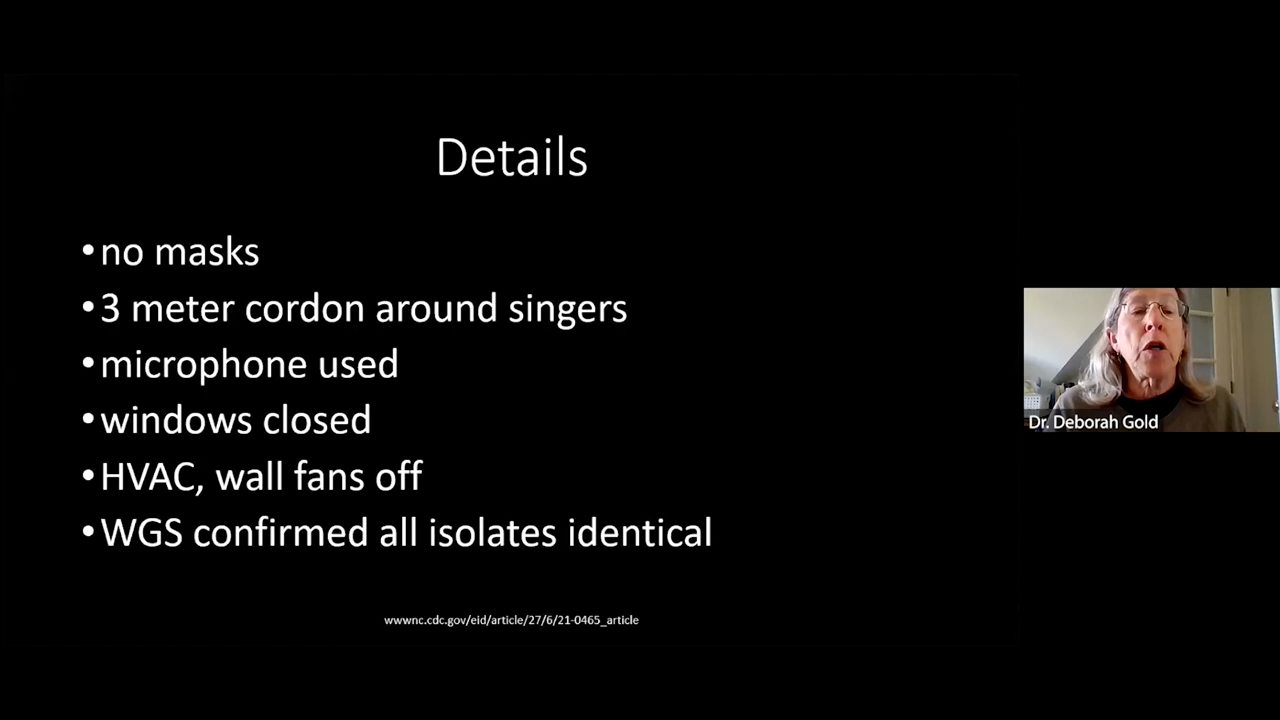 Details
•no masks
•3 meter cordon around singers
•microphone used
•windows closed
•HVAC, wall fans off
•WGS confirmed all isolates identical
wwwnc.cdc.gov/eid/article/27/6/21-0465_article
Dr. Deborah Gold